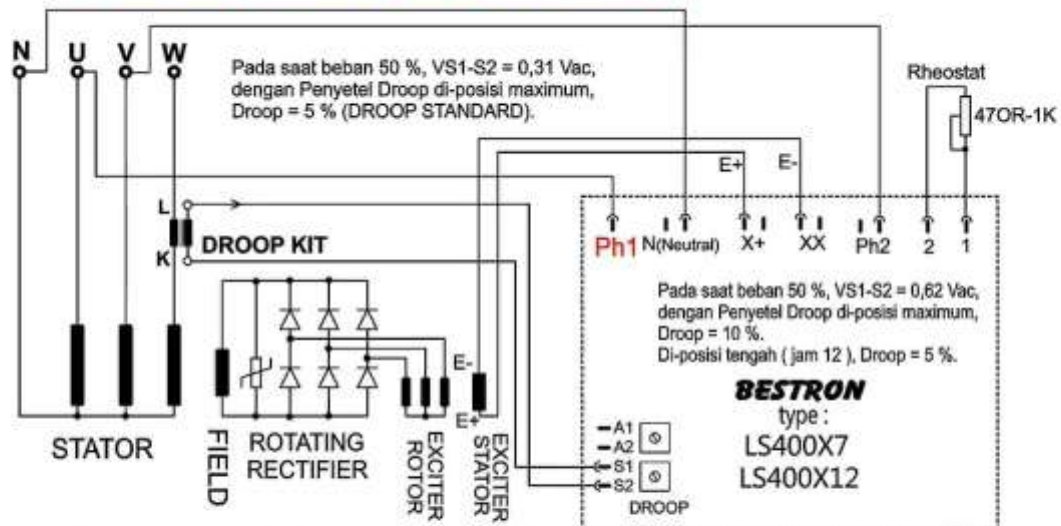 N U V W
Pada saat beban 50 %, VS1-S2 = 0,31 Vac,
dengan Penyetel Droop di-posisi maximum,
Droop = 5 % (DROOP STANDARD).
Rheostat
47OR-1K
E+ E-
L
K
DROOP KIT
Ph1 N(Neutral) X+ XX Ph2 2 1
Pada saat beban 50 %, VS1-S2 = 0,62 Vac,
dengan Penyetel Droop di-posisi maximum,
Droop = 10 %.
Di-posisi tengah ( jam 12 ), Droop = 5 %.
BESTRON
type :
LS400X7
LS400X12
E-
E+
A1
A2
S1
S2
DROOP
STATOR
FIELD
ROTATING
RECTIFIER
EXCITER
ROTOR
EXCITER
STATOR